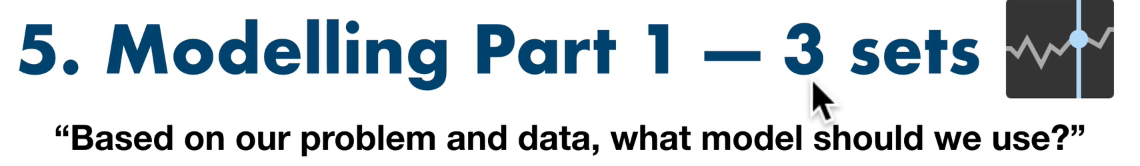 5. Modelling Part 1 — 3 sets
“Based on our problem and data, what model should we use?”